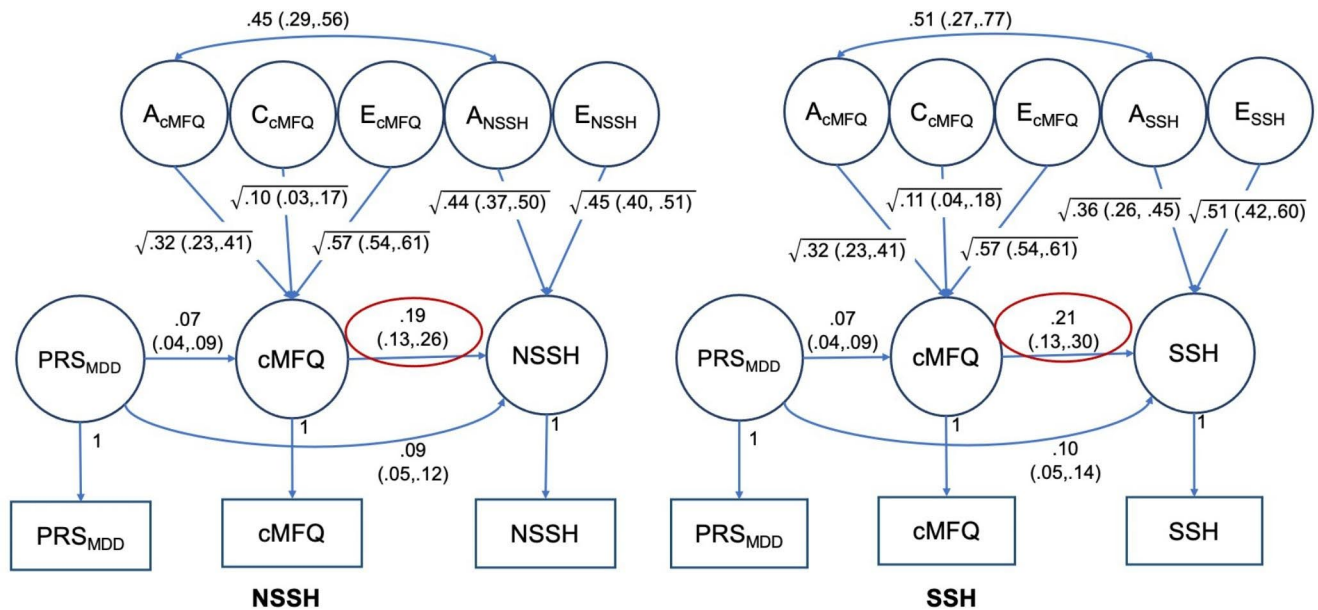 .45 (.29,.56)
AcMFQ
CcMFQ
EcMFQ
ANSSH
ENSSH
√.10 (.03,.17)
√.44 (.37,.50)
√.45 (.40, .51)
√.32 (.23,.41)
√.57 (.54,.61)
PRSMDD
.07
(.04,.09)
cMFQ
.19
(.13,.26)
NSSH
1
1
1
.09
(.05,.12)
PRSMDD
cMFQ
NSSH
NSSH
.51 (.27,.77)
AcMFQ
CcMFQ
EcMFQ
ASSH
ESSH
√.11 (.04,.18)
√.36 (.26, .45)
√.51 (.42,.60)
√.32 (.23,.41)
√.57 (.54,.61)
PRSMDD
.07
(.04,.09)
cMFQ
.21
(.13,.30)
SSH
1
1
1
.10
(.05,.14)
PRSMDD
cMFQ
SSH
SSH